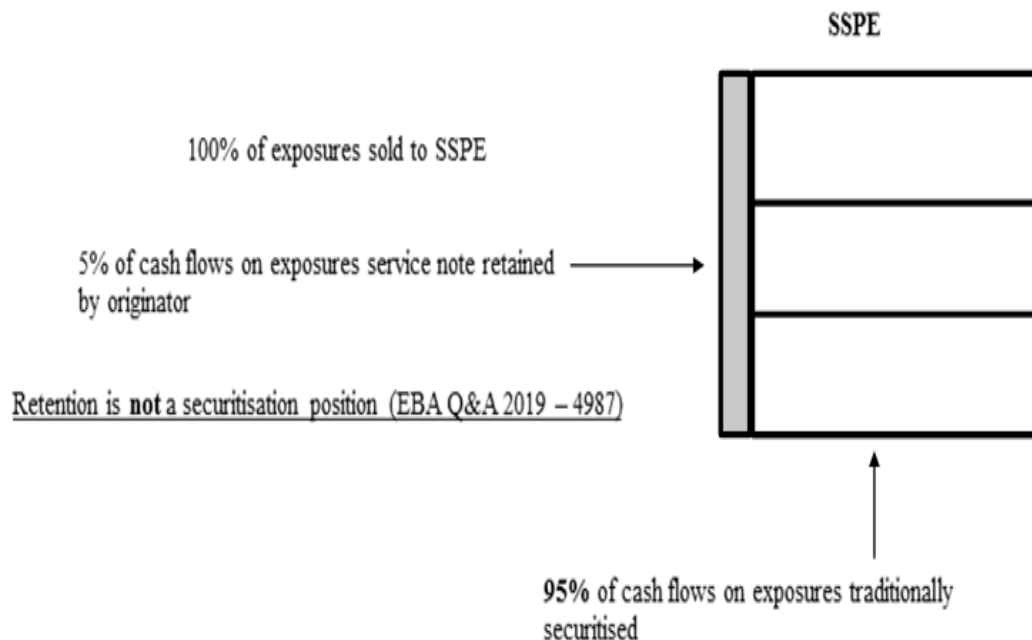 SSPE
100% of exposures sold to SSPE
5% of cash flows on exposures service note retained
by originator
Retention is not a securitisation position (EBA Q&A 2019 – 4987)
95% of cash flows on exposures traditionally
securitised